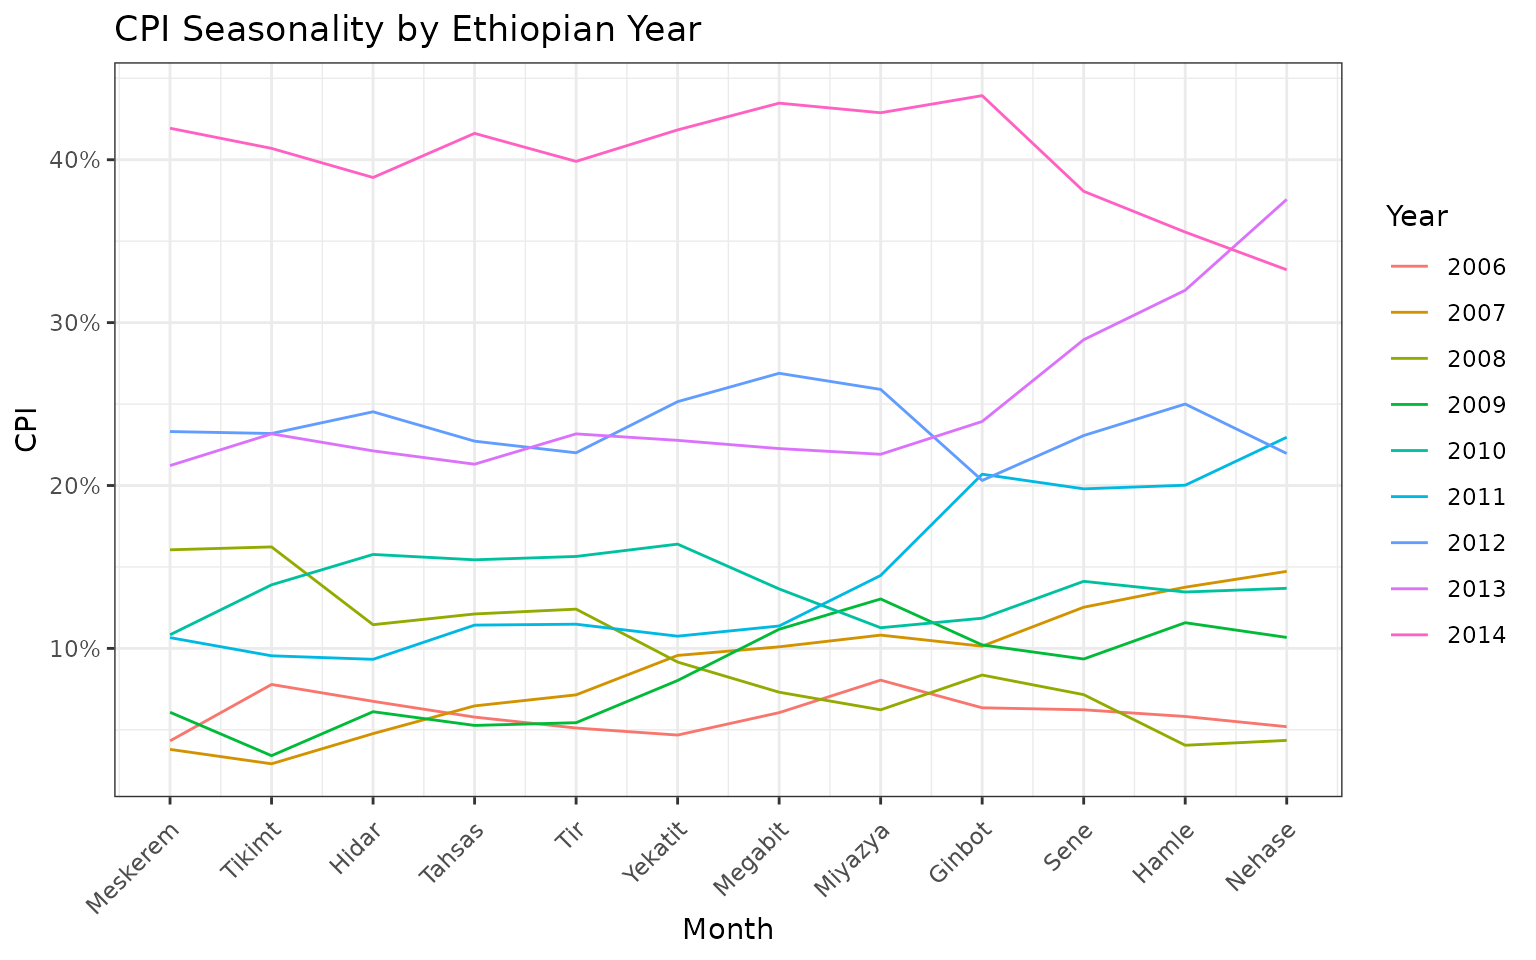 CPI Seasonality by Ethiopian Year
40%
30%
20%
10%
CPI
Meskerem
Tikimt
Hidar
Tahsas
Tir
Yekatit
Megabit
Miyazya
Ginbot
Sene
Hamle
Nehase
Month
Year
2006
2007
2008
2009
2010
2011
2012
2013
2014